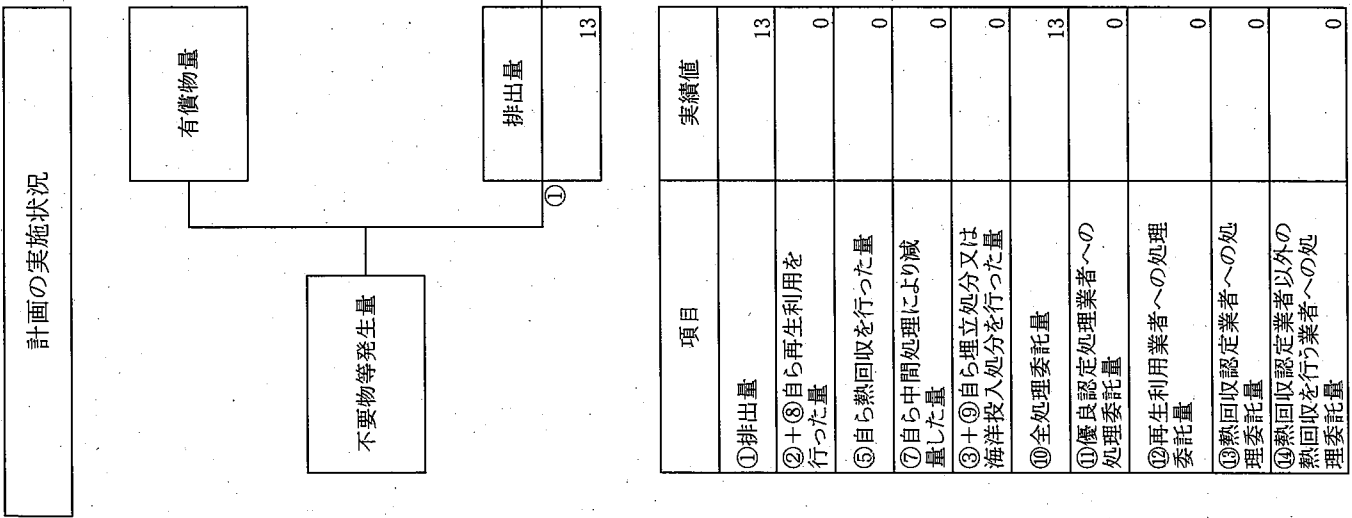 計画の実施状況
有償物量
不要物等発生量
排出量
①
13
項目
実績値
①排出量
13
②+⑧自ら再生利用を
行った量
0
⑤自ら熱回収を行った量
0
⑦自ら中間処理により減
量した量
0
③+⑨自ら埋立処分又は
海洋投入処分を行った量
0
⑩全処理委託量
13
⑪優良認定処理業者への
処理委託量
0
⑫再生利用業者への処理
委託量
0
⑬熱回収認定業者への処
理委託量
0
⑭熱回収認定業者以外の
熱回収を行う業者への処
理委託量
0